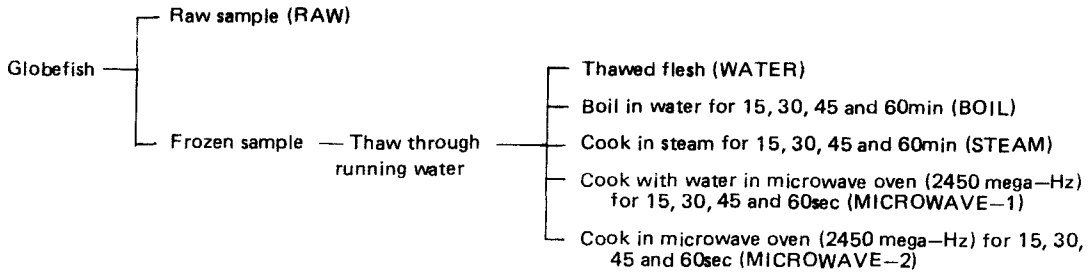 Raw sample (RAW)
Globefish
Frozen sample — Thaw through
running water
Thawed flesh (WATER)
Boil in water for 15, 30, 45 and 60min (BOIL)
Cook in steam for 15, 30, 45 and 60min (STEAM)
Cook with water in microwave oven (2450 mega—Hz)
for 15, 30, 45 and 60sec (MICROWAVE—1)
Cook in microwave oven (2450 mega—Hz) for 15, 30,
45 and 60sec (MICROWAVE—2)